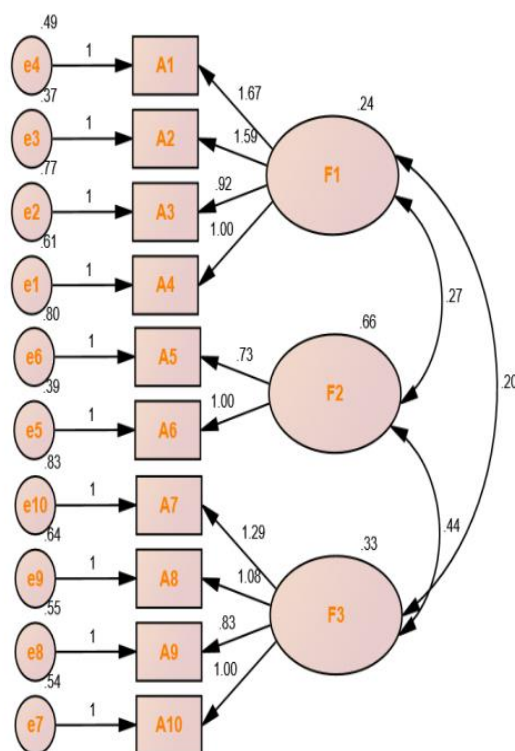 .49
e4 1 A1
.37
1.67 .24
e3 1 A2
1.59
.77
F1
e2 1 A3
.92
.61
1.00
e1 1 A4
.80
.27
.66
e6 1 A5
.73
.39
F2
.20
e5 1 A6
1.00
.83
e10 1 A7
.64
1.29 .33 .44
e9 1 A8
1.08
.55
F3
.83
e8 1 A9
.54
1.00
e7 1 A10